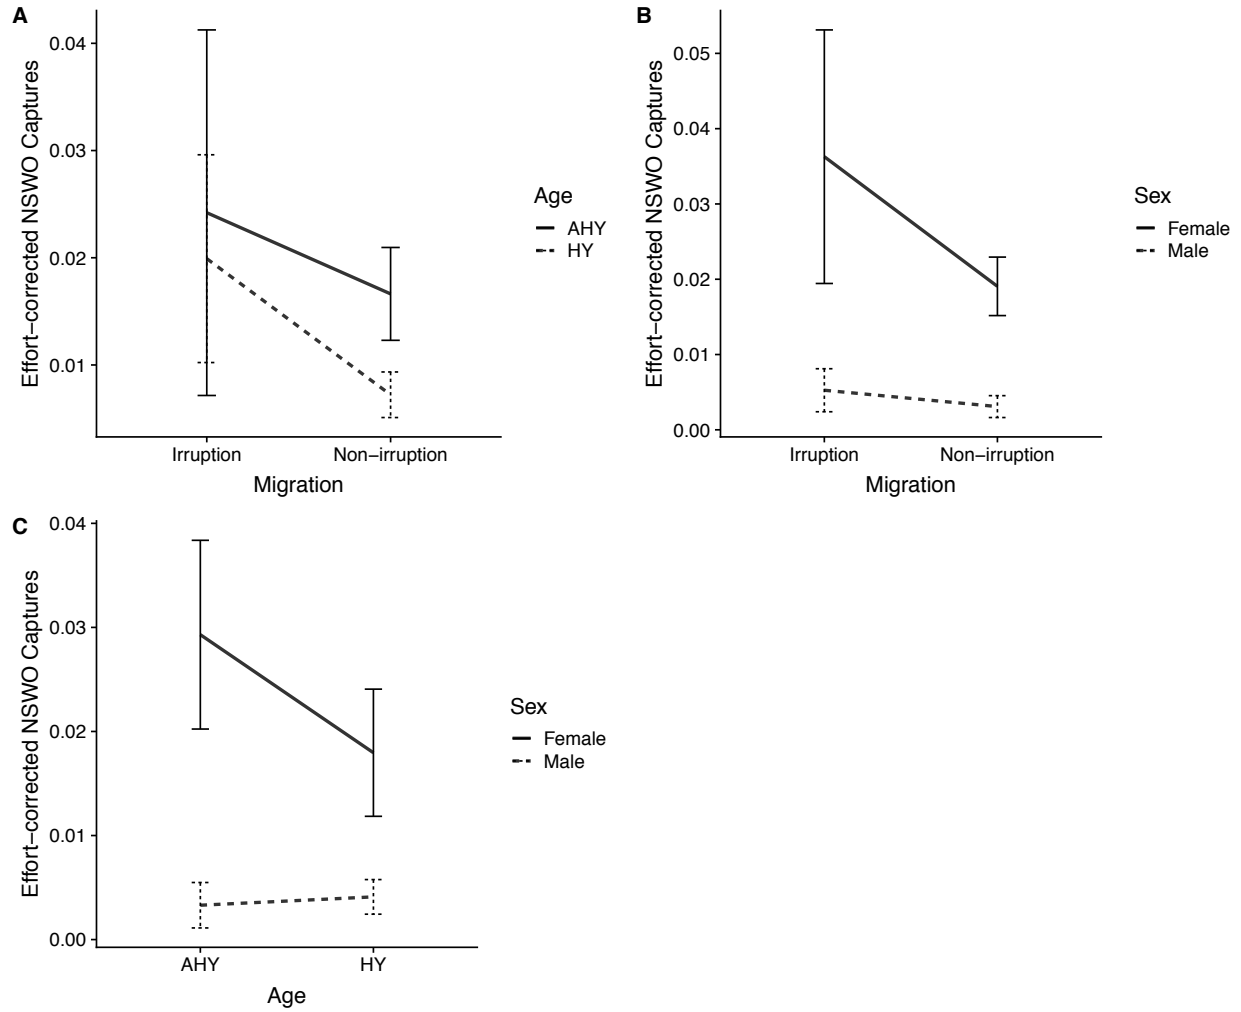 A
Effort−corrected NSWO Captures
0.04
0.03
0.02
0.01
Irruption
Non−irruption
Migration
Age
AHY
HY
B
Effort−corrected NSWO Captures
0.05
0.04
0.03
0.02
0.01
0.00
Irruption
Non−irruption
Migration
Sex
Female
Male
C
Effort−corrected NSWO Captures
0.04
0.03
0.02
0.01
0.00
AHY
HY
Age
Sex
Female
Male